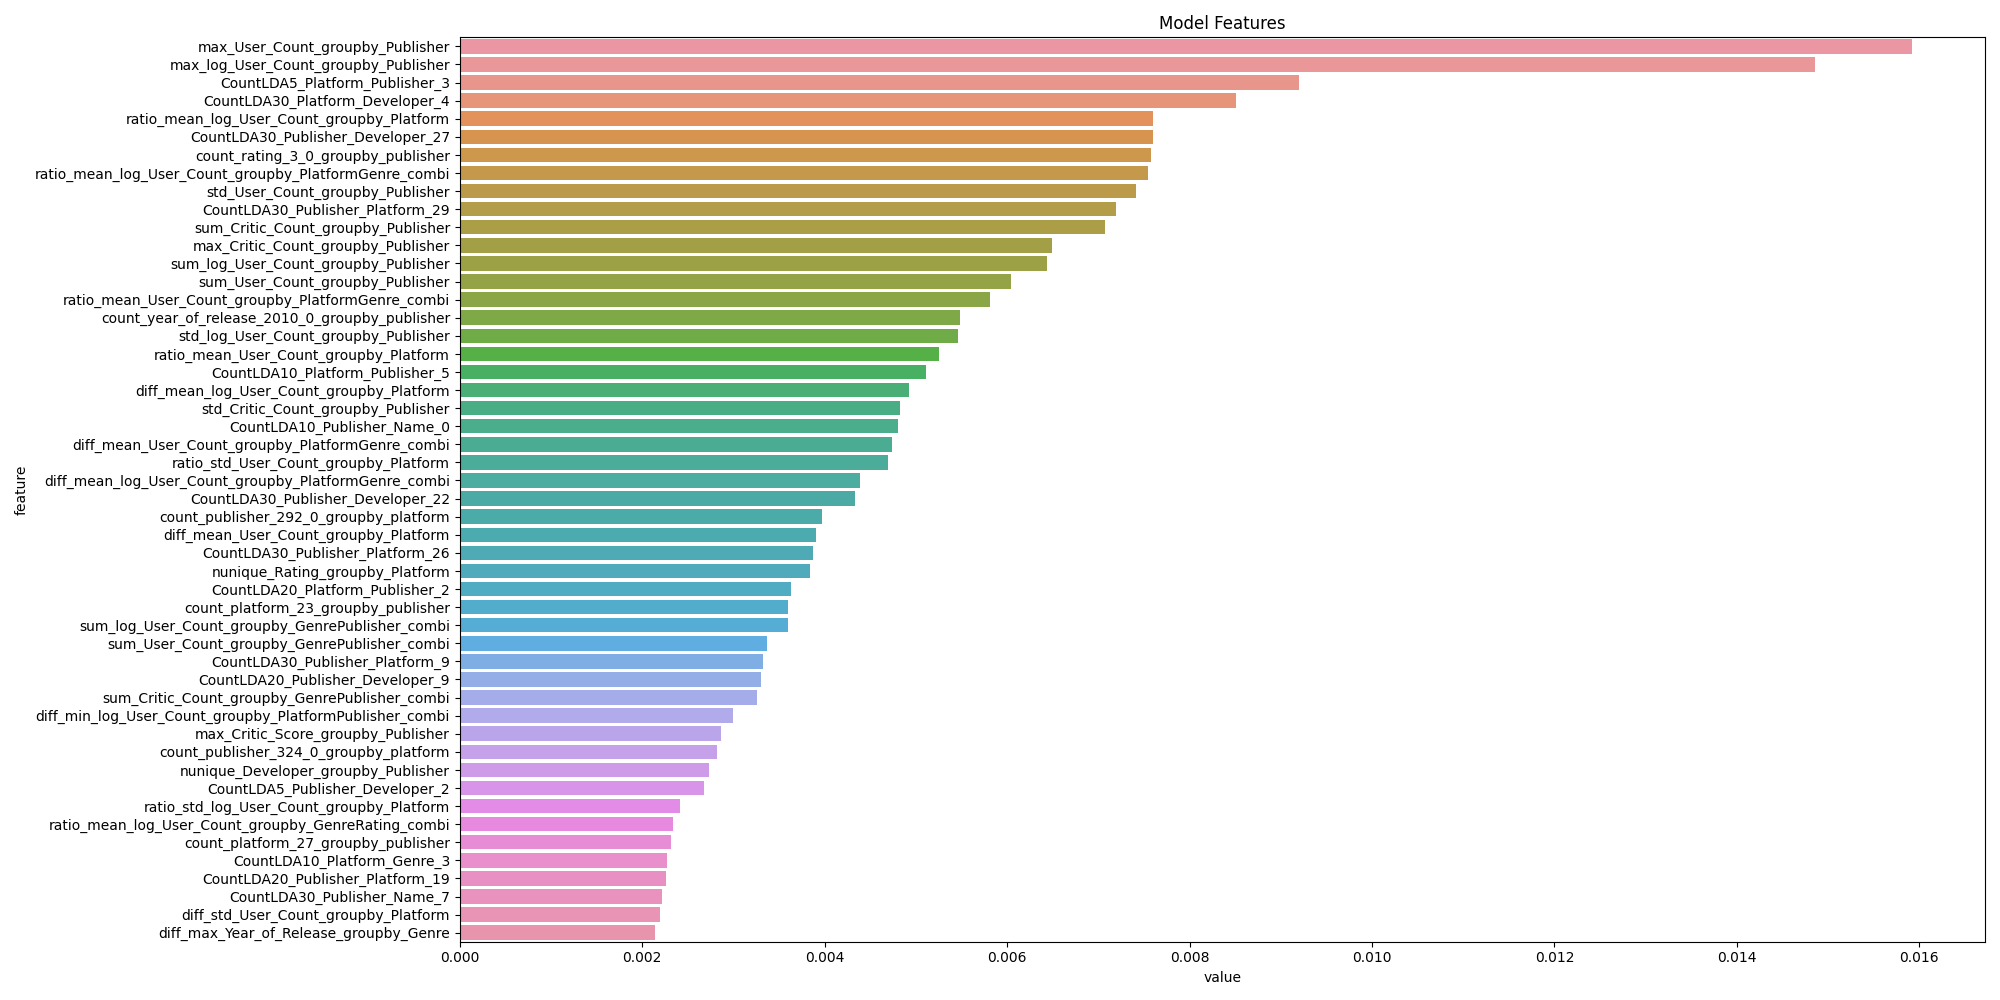 Model Features
max_User_Count_groupby_Publisher
max_log_User_Count_groupby_Publisher
CountLDA5_Platform_Publisher_3
CountLDA30_Platform_Developer_4
ratio_mean_log_User_Count_groupby_Platform
CountLDA30_Publisher_Developer_27
count_rating_3_0_groupby_publisher
ratio_mean_log_User_Count_groupby_PlatformGenre_combi
std_User_Count_groupby_Publisher
CountLDA30_Publisher_Platform_29
sum_Critic_Count_groupby_Publisher
max_Critic_Count_groupby_Publisher
sum_log_User_Count_groupby_Publisher
sum_User_Count_groupby_Publisher
ratio_mean_User_Count_groupby_PlatformGenre_combi
count_year_of_release_2010_0_groupby_publisher
std_log_User_Count_groupby_Publisher
ratio_mean_User_Count_groupby_Platform
CountLDA10_Platform_Publisher_5
diff_mean_log_User_Count_groupby_Platform
std_Critic_Count_groupby_Publisher
CountLDA10_Publisher_Name_0
diff_mean_User_Count_groupby_PlatformGenre_combi
ratio_std_User_Count_groupby_Platform
diff_mean_log_User_Count_groupby_PlatformGenre_combi
CountLDA30_Publisher_Developer_22
count_publisher_292_0_groupby_platform
diff_mean_User_Count_groupby_Platform
CountLDA30_Publisher_Platform_26
nunique_Rating_groupby_Platform
CountLDA20_Platform_Publisher_2
count_platform_23_groupby_publisher
sum_log_User_Count_groupby_GenrePublisher_combi
sum_User_Count_groupby_GenrePublisher_combi
CountLDA30_Publisher_Platform_9
CountLDA20_Publisher_Developer_9
sum_Critic_Count_groupby_GenrePublisher_combi
diff_min_log_User_Count_groupby_PlatformPublisher_combi
max_Critic_Score_groupby_Publisher
count_publisher_324_0_groupby_platform
nunique_Developer_groupby_Publisher
CountLDA5_Publisher_Developer_2
ratio_std_log_User_Count_groupby_Platform
ratio_mean_log_User_Count_groupby_GenreRating_combi
count_platform_27_groupby_publisher
CountLDA10_Platform_Genre_3
CountLDA20_Publisher_Platform_19
CountLDA30_Publisher_Name_7
diff_std_User_Count_groupby_Platform
diff_max_Year_of_Release_groupby_Genre
feature
0.000 0.002 0.004 0.006 0.008 0.010 0.012 0.014 0.016
value